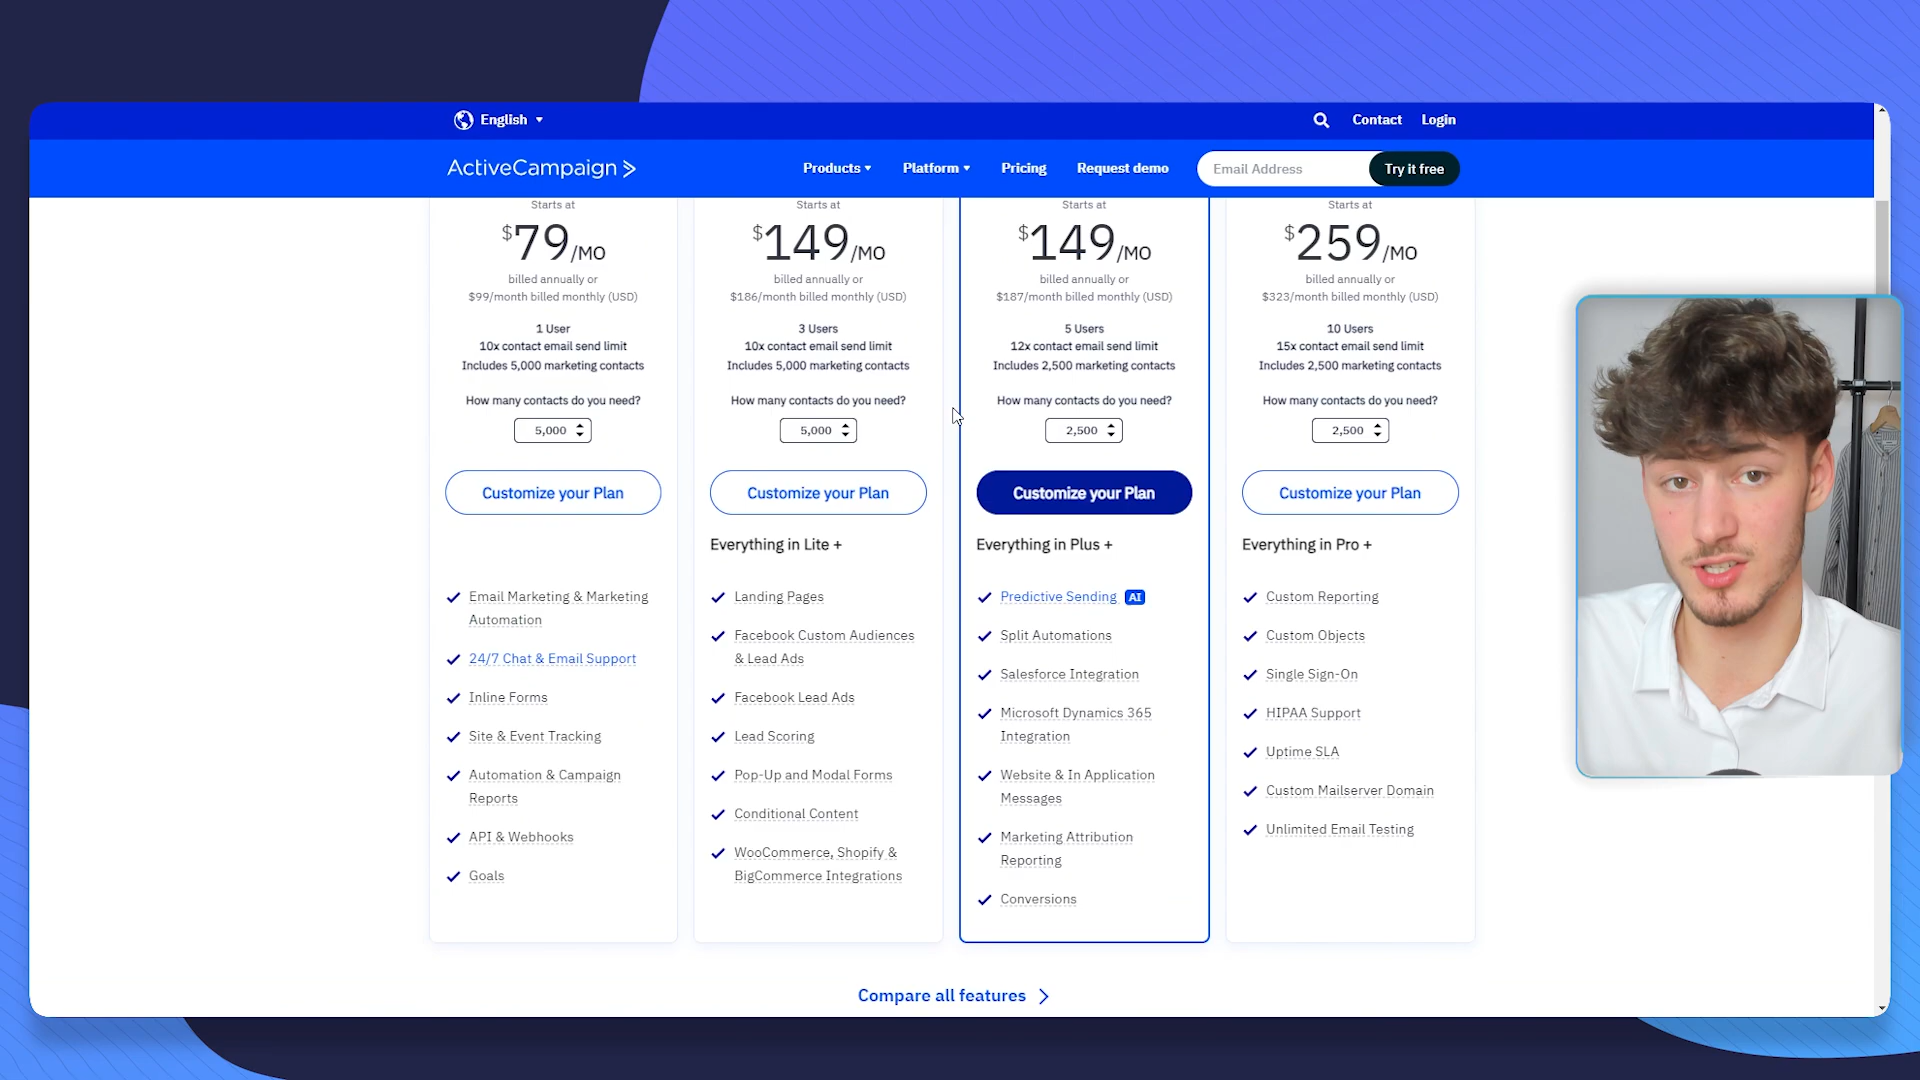 English
Contact
Login
ActiveCampaign >
Products
Platform
Pricing
Request demo
Email Address
Try it free
Starts at
$79/MO
billed annually or
$99/month billed monthly (USD)
1 User
10x contact email send limit
Includes 5,000 marketing contacts
How many contacts do you need?
5,000
Customize your Plan
Email Marketing & Marketing
Automation
24/7 Chat & Email Support
Inline Forms
Site & Event Tracking
Automation & Campaign
Reports
API & Webhooks
Goals
Starts at
$149/MO
billed annually or
$186/month billed monthly (USD)
3 Users
10x contact email send limit
Includes 5,000 marketing contacts
How many contacts do you need?
5,000
Customize your Plan
Everything in Lite +
Landing Pages
Facebook Custom Audiences
& Lead Ads
Facebook Lead Ads
Lead Scoring
Pop-Up and Modal Forms
Conditional Content
WooCommerce, Shopify &
BigCommerce Integrations
Starts at
$149/MO
billed annually or
$187/month billed monthly (USD)
5 Users
12x contact email send limit
Includes 2,500 marketing contacts
How many contacts do you need?
2,500
Customize your Plan
Everything in Plus +
Predictive Sending AI
Split Automations
Salesforce Integration
Microsoft Dynamics 365
Integration
Website & In Application
Messages
Marketing Attribution
Reporting
Conversions
Starts at
$259/MO
billed annually or
$323/month billed monthly (USD)
10 Users
15x contact email send limit
Includes 2,500 marketing contacts
How many contacts do you need?
2,500
Customize your Plan
Everything in Pro +
Custom Reporting
Custom Objects
Single Sign-On
HIPAA Support
Uptime SLA
Custom Mailserver Domain
Unlimited Email Testing
Compare all features